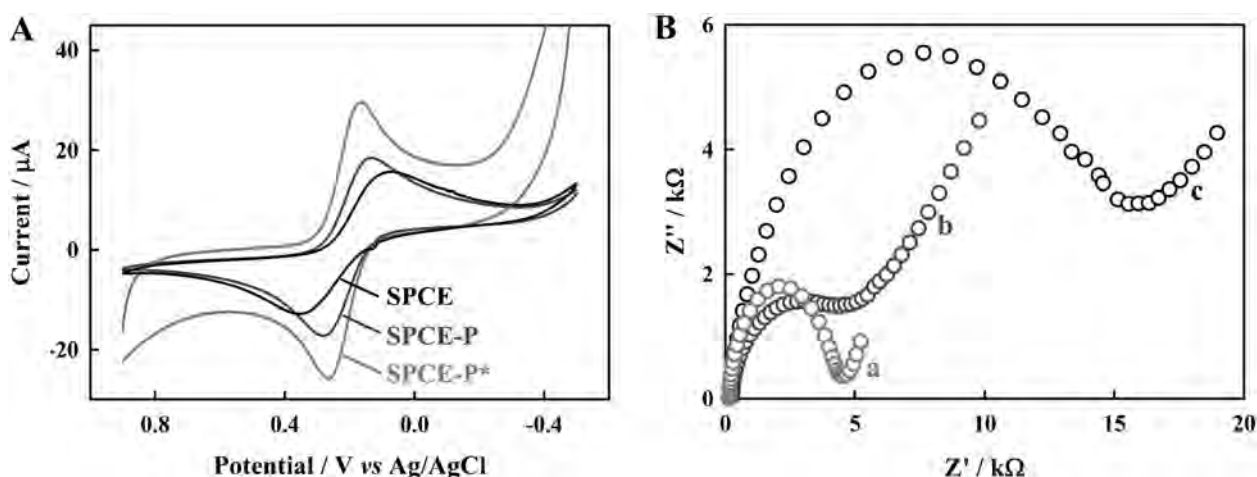 A
Current / μA
40
20
0
-20
SPCE
SPCE-P
SPCE-P*
0.8
0.4
0.0
-0.4
Potential / V vs Ag/AgCl
B
Z" / kΩ
6
4
2
0
c
b
a
0
5
10
15
20
Z' / kΩ